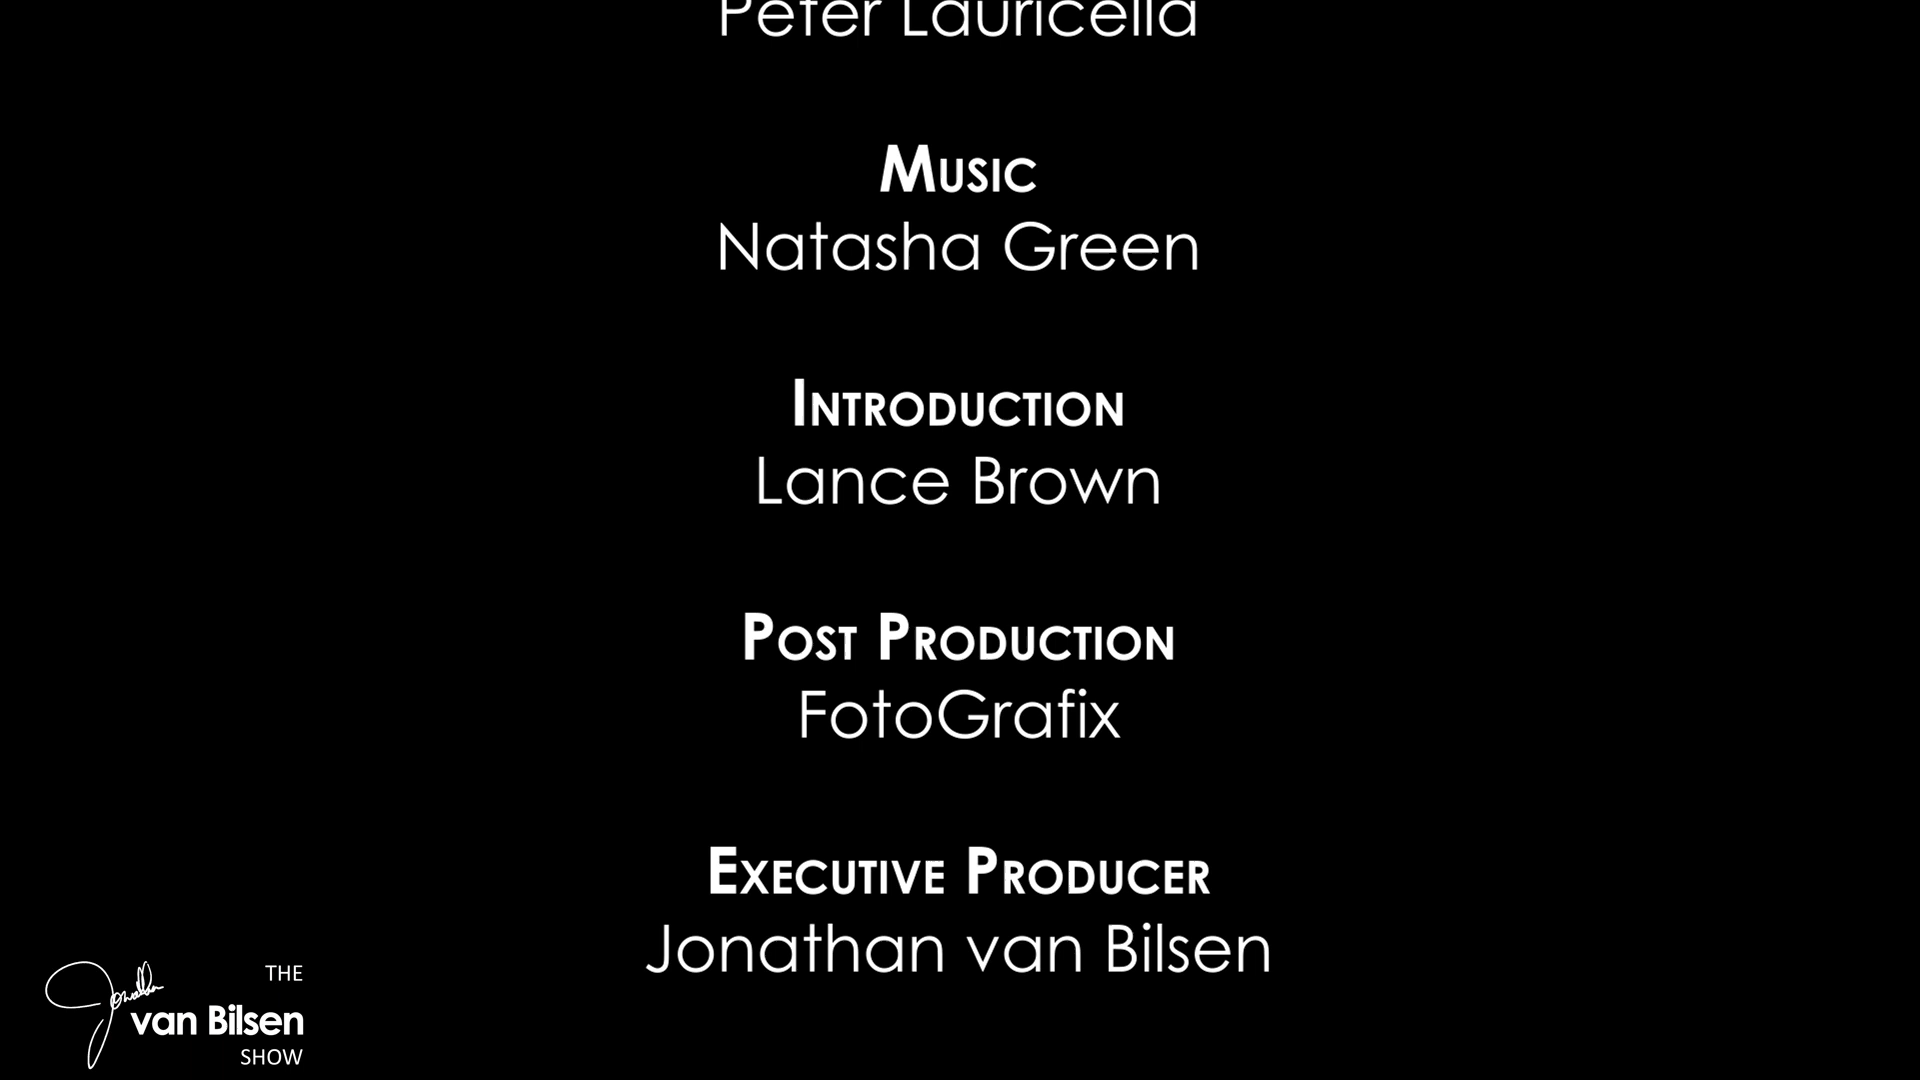 Peter Lauricella
Music
Natasha Green
Introduction
Lance Brown
Post Production
FotoGrafix
Executive Producer
Jonathan van Bilsen
THE
Jonathan
van Bilsen
SHOW